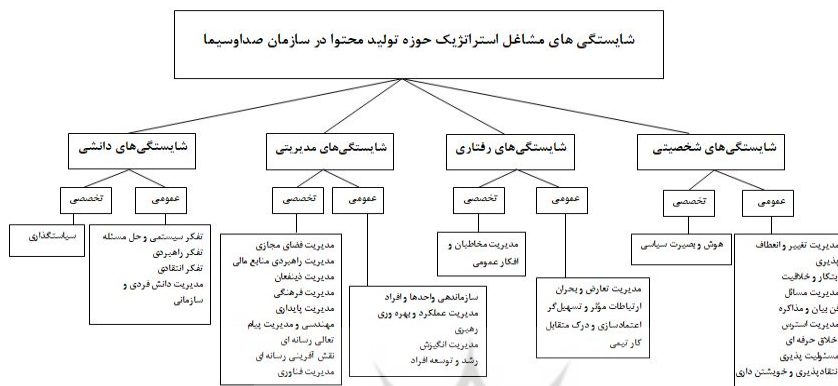 شایستگی های مشاغل استراتژیک حوزه تولید محتوا در سازمان صداوسیما
شایستگی‌های شخصیتی
عمومی
مدیریت تغییر و انعطاف
پذیری
ابتکار و خلاقیت
مدیریت مسائل
فن بیان و مذاکره
مدیریت استرس
اخلاق حرفه ای
مسئولیت پذیری
انتقادپذیری و خویشتن داری
تخصصی
هوش و بصیرت سیاسی
شایستگی‌های رفتاری
عمومی
مدیریت تعارض و بحران
ارتباطات مؤثر و تسهیل‌گر
اعتمادسازی و درک متقابل
کار تیمی
تخصصی
مدیریت مخاطبان و
افکار عمومی
شایستگی‌های مدیریتی
عمومی
سازماندهی واحدها و افراد
مدیریت عملکرد و بهره وری
رهبری
مدیریت انگیزش
رشد و توسعه افراد
تخصصی
مدیریت فضای مجازی
مدیریت راهبردی منابع مالی
مدیریت ذینفعان
مدیریت فرهنگی
مدیریت پایداری
مهندسی و مدیریت پیام
تعالی رسانه ای
نقش آفرینی رسانه ای
مدیریت فناوری
شایستگی‌های دانشی
عمومی
تفکر سیستمی و حل مسئله
تفکر راهبردی
تفکر انتقادی
مدیریت دانش فردی و
سازمانی
تخصصی
سیاستگذاری